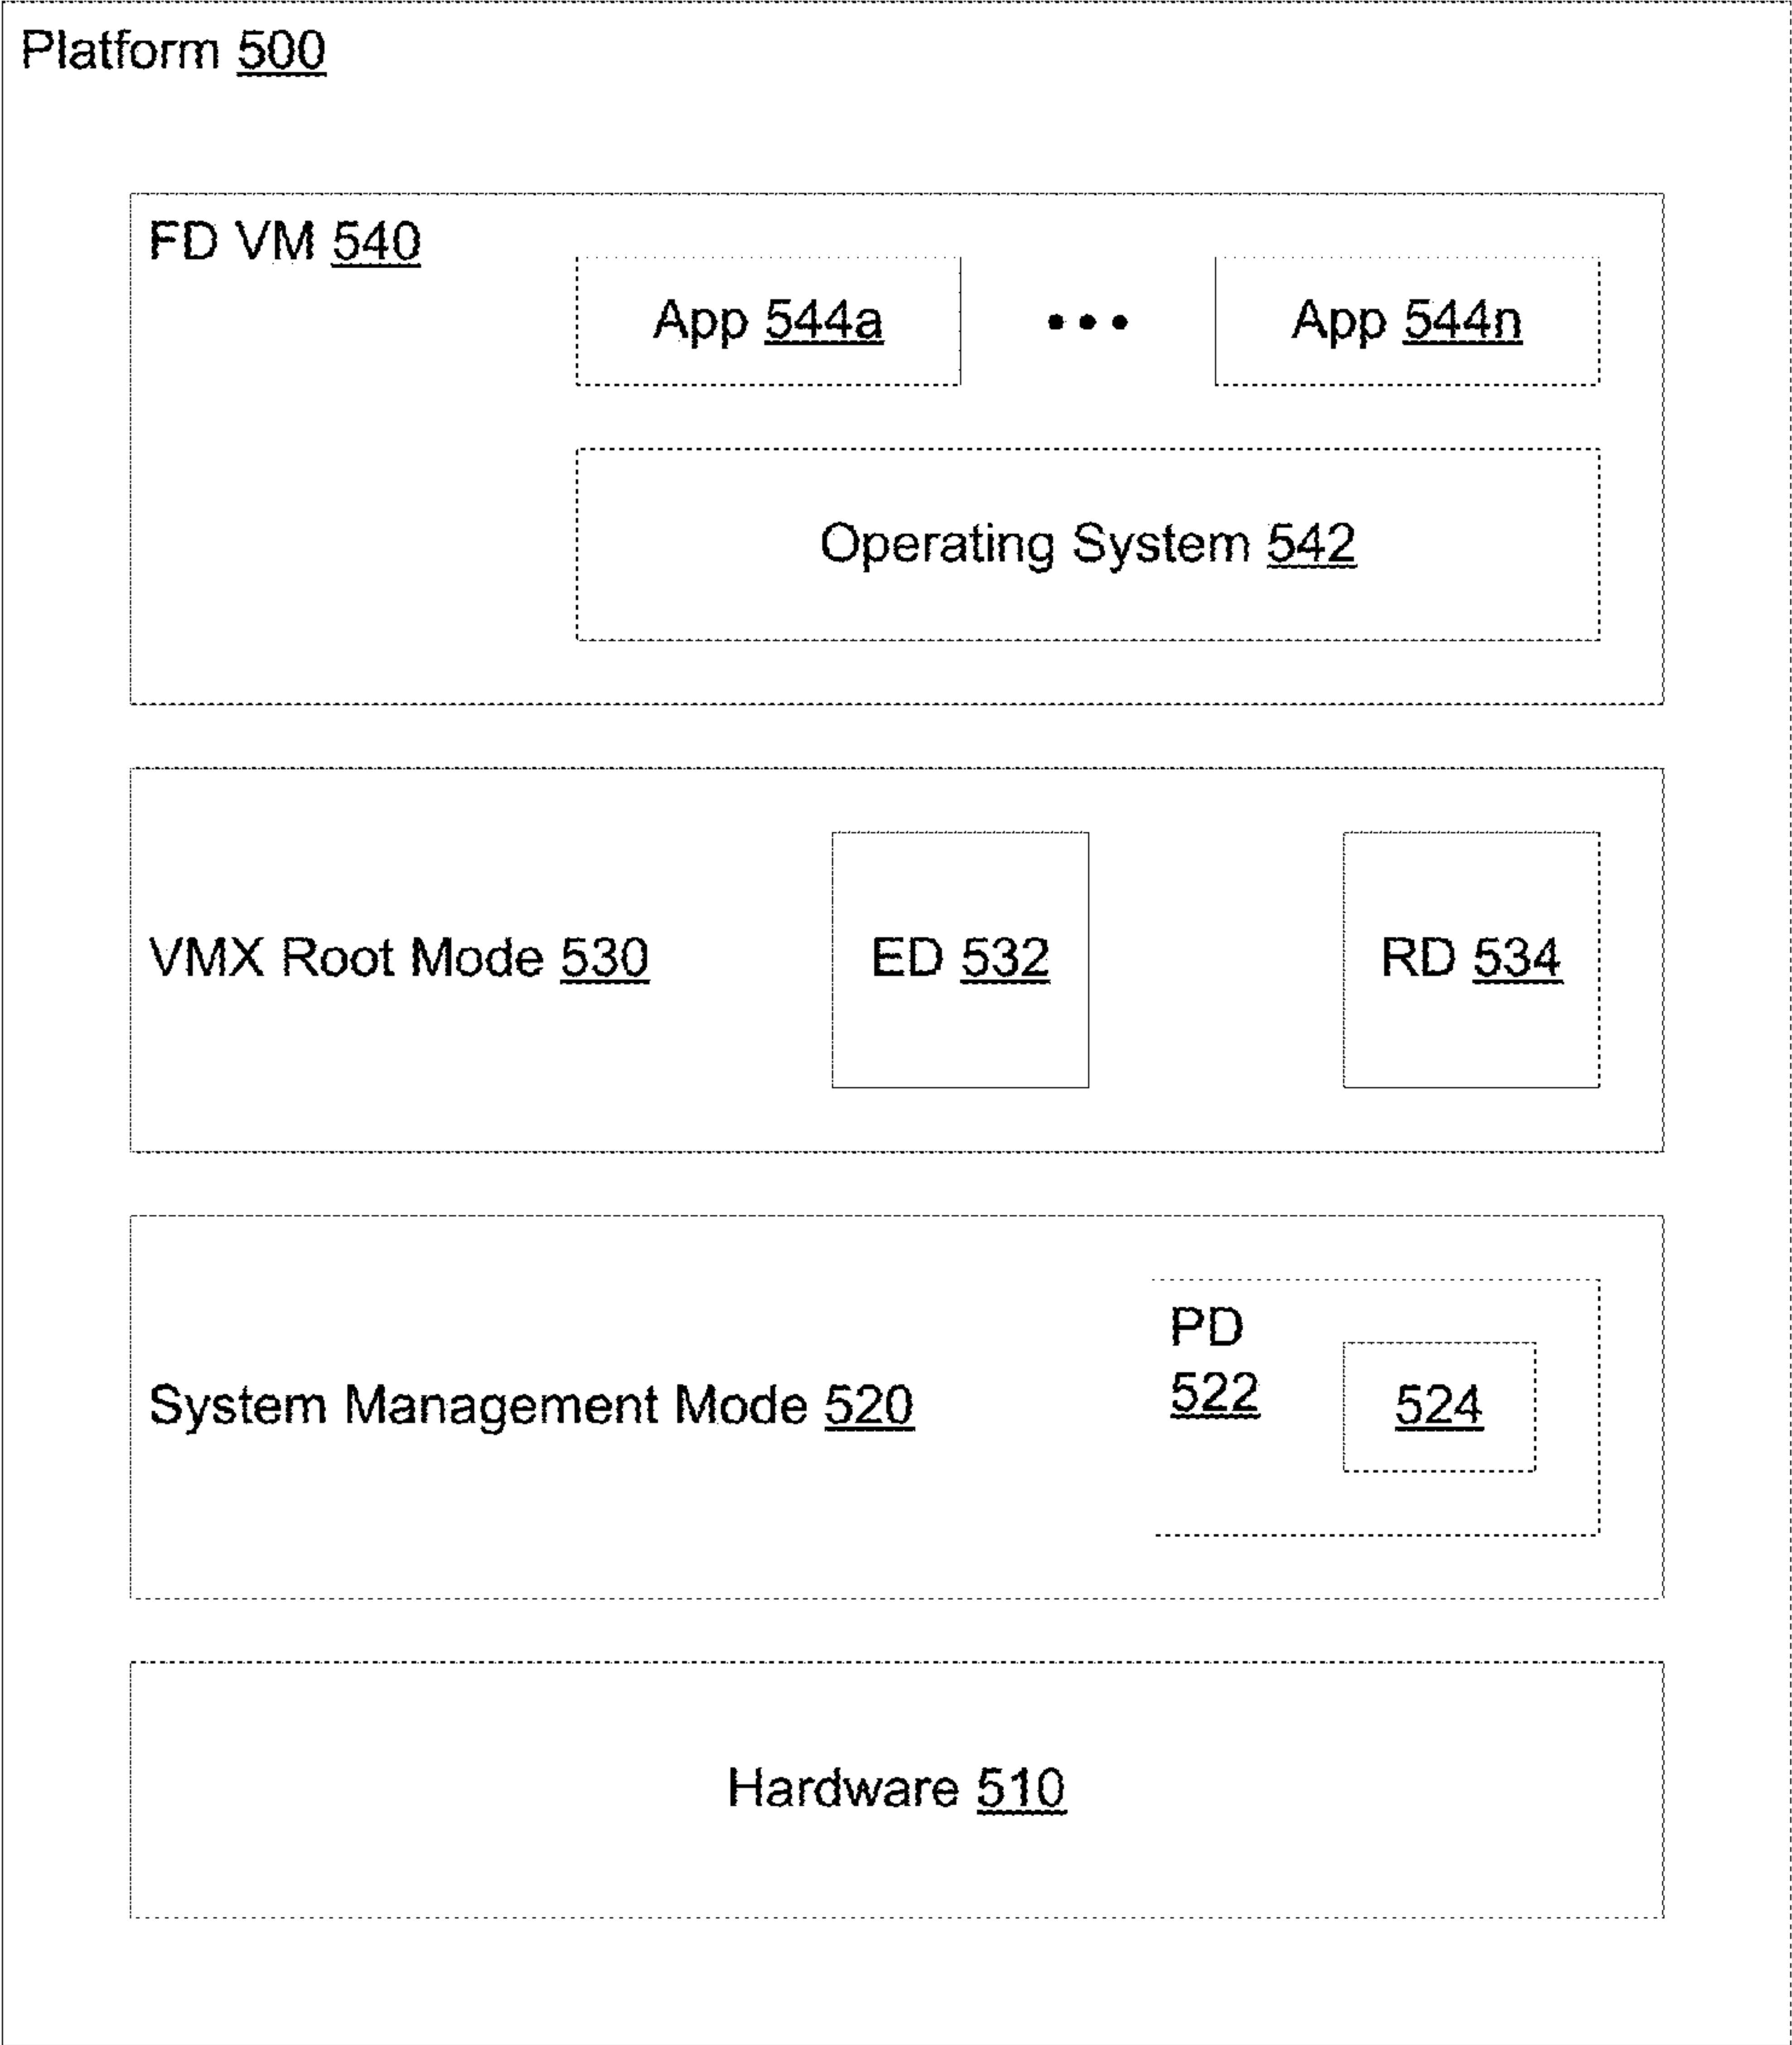 Platform 500
FD VM 540
App 544a ••• App 544n
Operating System 542
VMX Root Mode 530 ED 532 RD 534
PD
522
System Management Mode 520 524
Hardware 510